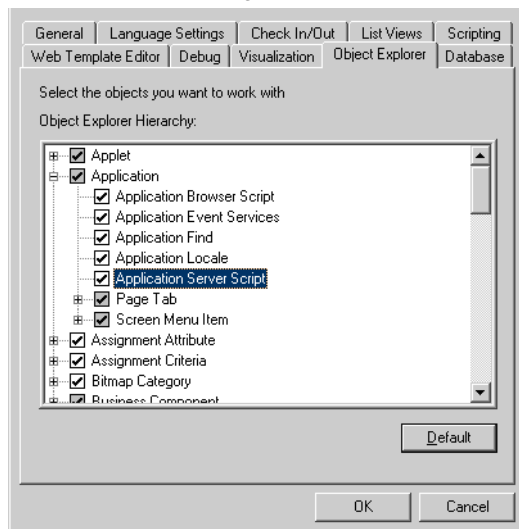 General Language Settings Check In/Out List Views Scripting
Web Template Editor Debug Visualization Object Explorer Database
Select the objects you want to work with
Object Explorer Hierarchy:
Applet
Application
Application Browser Script
Application Event Services
Application Find
Application Locale
Application Server Script
Page Tab
Screen Menu Item
Assignment Attribute
Assignment Criteria
Bitmap Category
Business Component
Default
OK Cancel